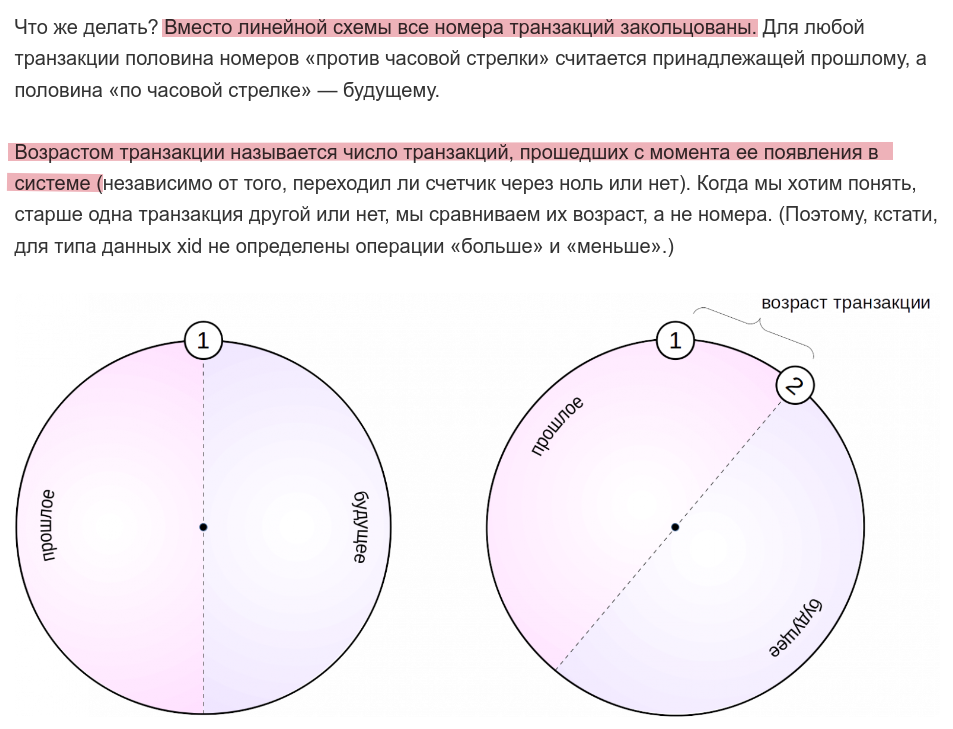 Что же делать? Вместо линейной схемы все номера транзакций закольцованы. Для любой
транзакции половина номеров «против часовой стрелки» считается принадлежащей прошлому, а
половина «по часовой стрелке» — будущему.
Возрастом транзакции называется число транзакций, прошедших с момента ее появления в
системе (независимо от того, переходил ли счетчик через ноль или нет). Когда мы хотим понять,
старше одна транзакция другой или нет, мы сравниваем их возраст, а не номера. (Поэтому, кстати,
для типа данных xid не определены операции «больше» и «меньше».)
возраст транзакции
1
прошлое
будущее
1
2
прошлое
будущее